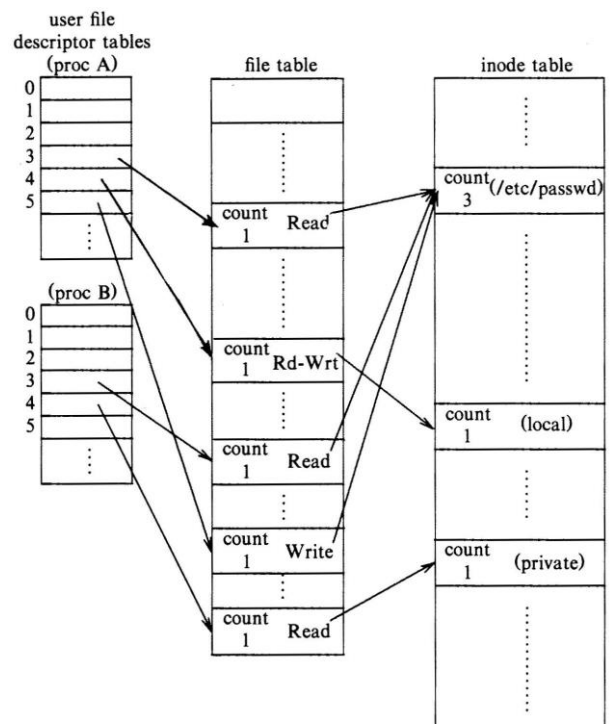 user file
descriptor tables
(proc A)
0
1
2
3
4
5
(proc B)
0
1
2
3
4
5
file table
count
1 Read
count
1 Rd-Wrt
count
1 Read
count
1 Write
count
1 Read
inode table
count
3 (/etc/passwd)
count
1 (local)
count
1 (private)